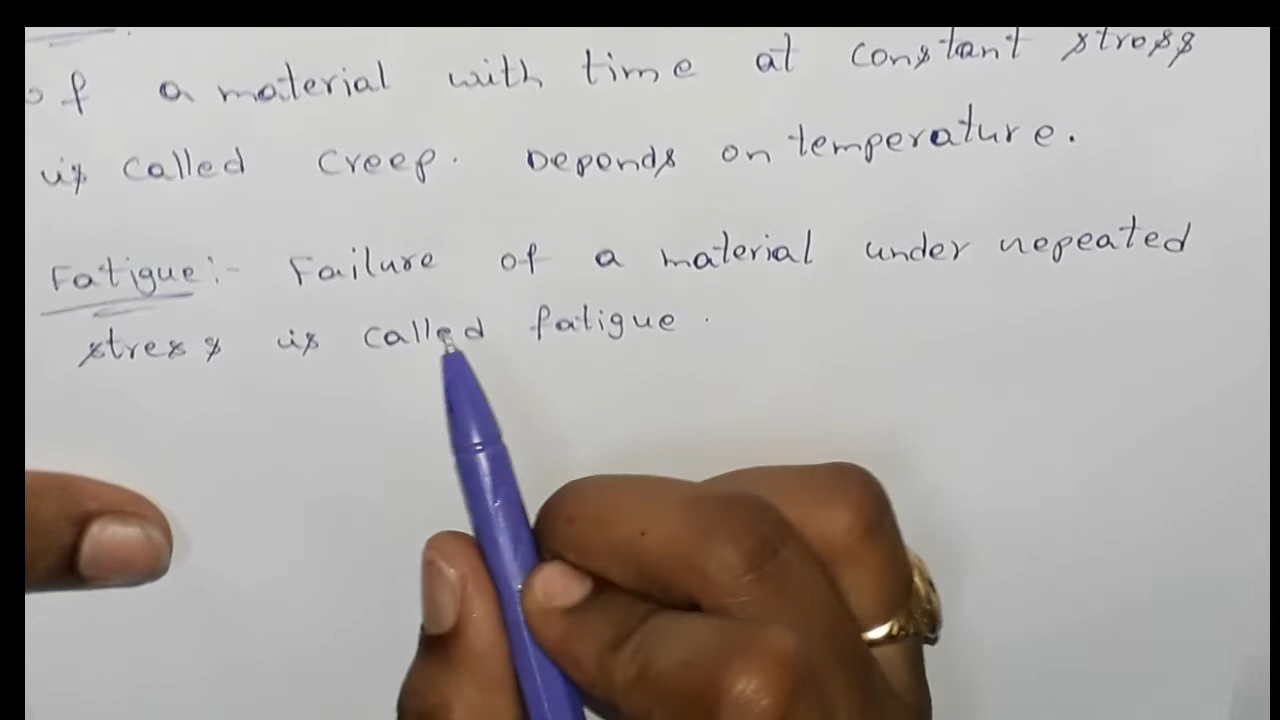 of a material with time at constant stress
is called creep. Depends on temperature.
Fatigue:- Failure of a material under repeated
stress is called fatigue.